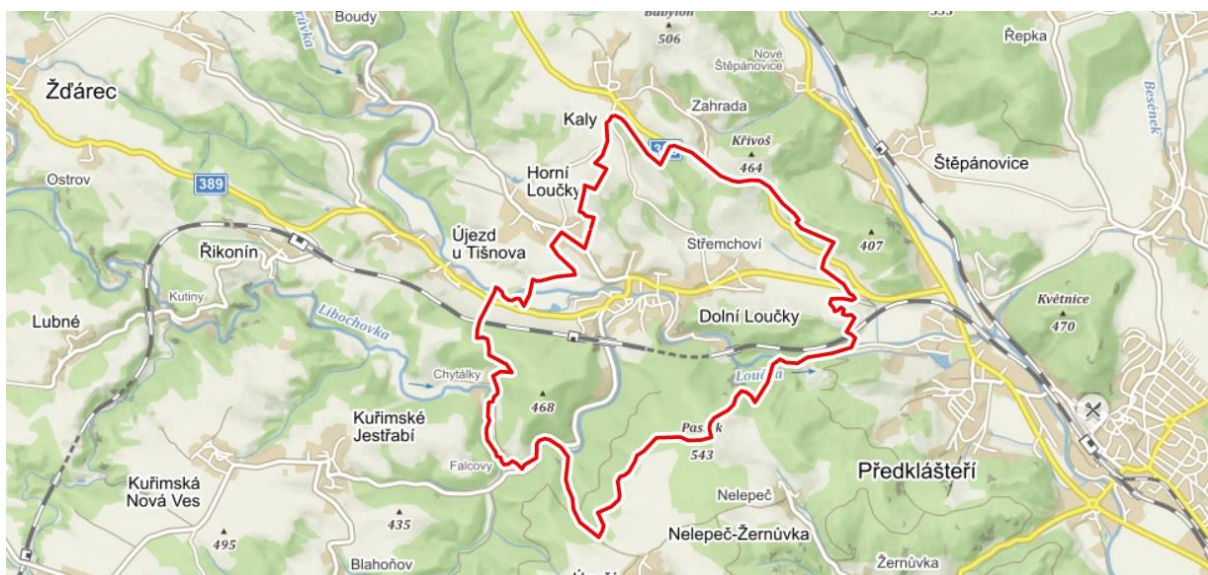 Boudy
Babylon
506
Řepka
Nové
Štěpánovice
Žďárec
Zahrada
Besének
Kaly
Křivoš
464
Štěpánovice
Ostrov
389
Horní
Loučky
Újezd
u Tišnova
Střemchoví
407
Řikonín
Kutiny
Květnice
470
Lubné
Libochovka
Dolní Loučky
Chytálky
Loučka
468
Kuřimské
Jestřabí
543
Předklášteří
Falcovy
Kuřimská
Nová Ves
Nelepeč
435
495
Nelepeč-Žernůvka
Blahoňov
Žernůvka